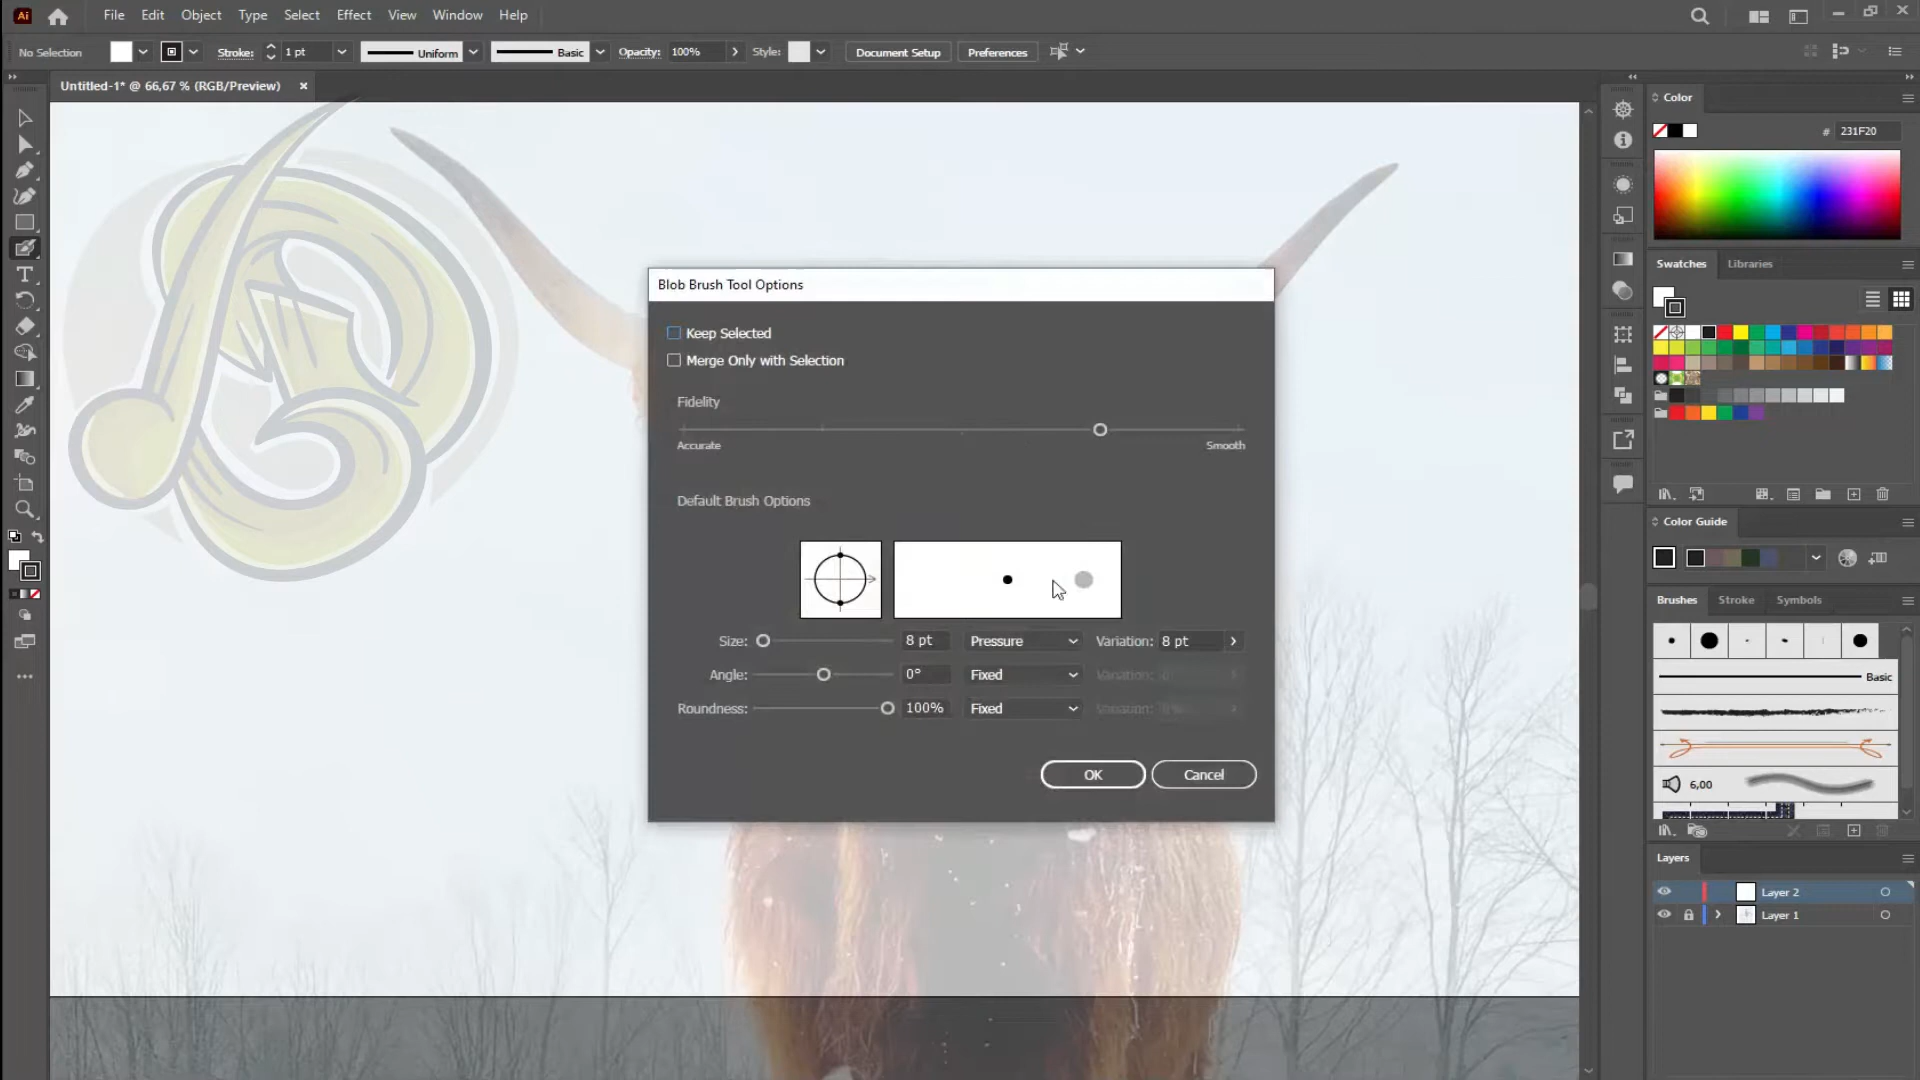 Ai File Edit Object Type Select Effect View Window Help
No Selection Stroke: 1 pt Uniform Basic Opacity: 100% Style: Document Setup Preferences
Untitled-1* @ 66,67 % (RGB/Preview) ×
Color
# 231F20
Swatches Libraries
Blob Brush Tool Options
Keep Selected
Merge Only with Selection
Fidelity
Accurate Smooth
Default Brush Options
Size: 8 pt Pressure Variation: 8 pt
Angle: 0° Fixed Variation:
Roundness: 100% Fixed Variation:
OK Cancel
Color Guide
Brushes Stroke Symbols
Basic
6,00
Layers
Layer 2
Layer 1